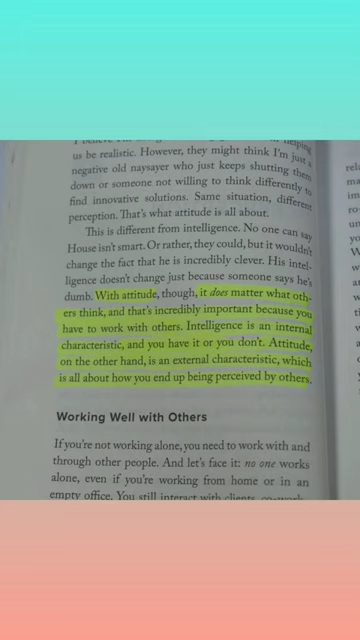 us be realistic. However, they might think I'm just a
negative old naysayer who just keeps shutting them
down or someone not willing to think differently to
find innovative solutions. Same situation, different
perception. That's what attitude is all about.
This is different from intelligence. No one can say
House isn't smart. Or rather, they could, but it wouldn't
change the fact that he is incredibly clever. His intel-
ligence doesn't change just because someone says he's
dumb. With attitude, though, it does matter what oth-
ers think, and that's incredibly important because you
have to work with others. Intelligence is an internal
characteristic, and you have it or you don't. Attitude,
on the other hand, is an external characteristic, which
is all about how you end up being perceived by others.
Working Well with Others
If you're not working alone, you need to work with and
through other people. And let's face it: no one works
alone, even if you're working from home or in an
empty office. You still interact with clients, co-work-